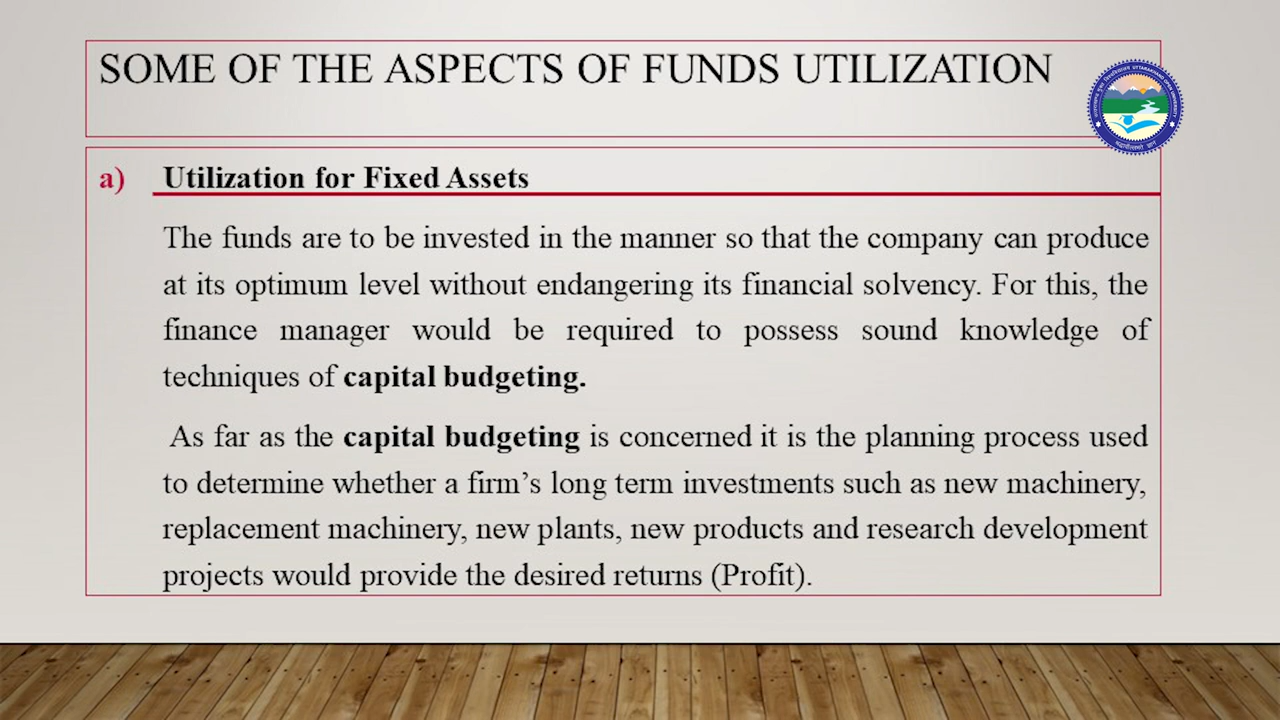 SOME OF THE ASPECTS OF FUNDS UTILIZATION
a) Utilization for Fixed Assets
The funds are to be invested in the manner so that the company can produce
at its optimum level without endangering its financial solvency. For this, the
finance manager would be required to possess sound knowledge of
techniques of capital budgeting.
As far as the capital budgeting is concerned it is the planning process used
to determine whether a firm’s long term investments such as new machinery,
replacement machinery, new plants, new products and research development
projects would provide the desired returns (Profit).
UTTARAKHAND OPEN UNIVERSITY